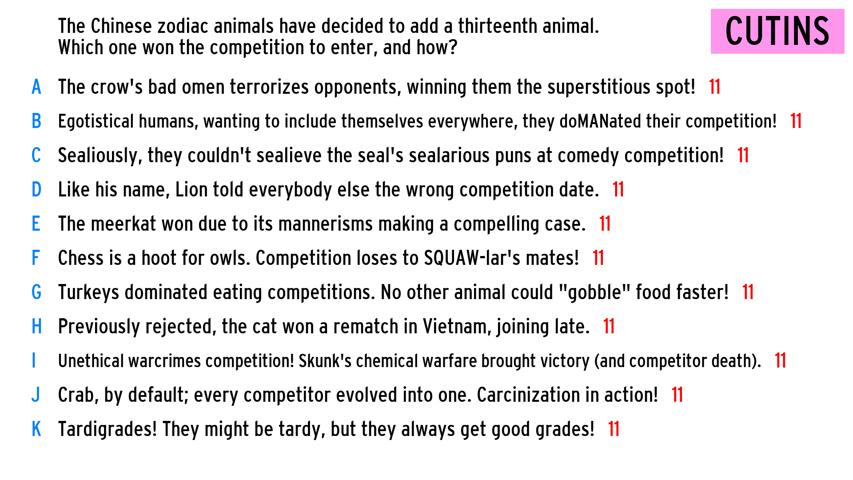 The Chinese zodiac animals have decided to add a thirteenth animal.
Which one won the competition to enter, and how?
CUTINS
A The crow's bad omen terrorizes opponents, winning them the superstitious spot! 11
B Egotistical humans, wanting to include themselves everywhere, they doMANated their competition! 11
C Sealiously, they couldn't sealieve the seal's sealarious puns at comedy competition! 11
D Like his name, Lion told everybody else the wrong competition date. 11
E The meerkat won due to its mannerisms making a compelling case. 11
F Chess is a hoot for owls. Competition loses to SQUAW-lar's mates! 11
G Turkeys dominated eating competitions. No other animal could "gobble" food faster! 11
H Previously rejected, the cat won a rematch in Vietnam, joining late. 11
I Unethical warcrimes competition! Skunk's chemical warfare brought victory (and competitor death). 11
J Crab, by default; every competitor evolved into one. Carcinization in action! 11
K Tardigrades! They might be tardy, but they always get good grades! 11